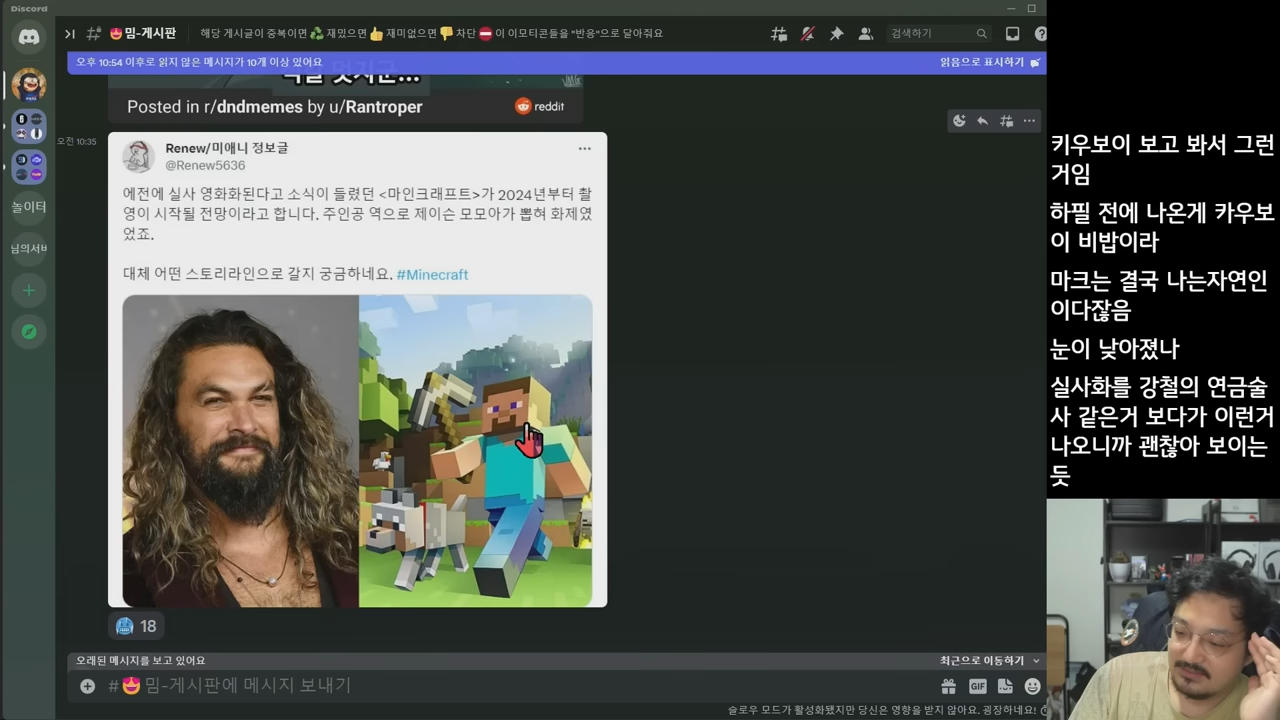 Discord
밈-게시판
해당 게시글이 중복이면 재밌으면 재미없으면 차단 이 이모티콘들을 "반응"으로 달아줘요
검색하기
오후 10:54 이후로 읽지 않은 메시지가 10개 이상 있어요
읽음으로 표시하기
Posted in r/dndmemes by u/Rantroper
reddit
오전 10:35
Renew/미애니 정보글
@Renew5636
에전에 실사 영화화된다고 소식이 들렸던 <마인크래프트>가 2024년부터 촬
영이 시작될 전망이라고 합니다. 주인공 역으로 제이슨 모모아가 뽑혀 화제였
었죠.
대체 어떤 스토리라인으로 갈지 궁금하네요. #Minecraft
18
놀이터
님의서버
오래된 메시지를 보고 있어요
최근으로 이동하기
#밈-게시판에 메시지 보내기
GIF
슬로우 모드가 활성화됐지만 당신은 영향을 받지 않아요. 굉장하네요!
키우보이 보고 봐서 그런
거임
하필 전에 나온게 카우보
이 비밥이라
마크는 결국 나는자연인
이다잖음
눈이 낮아졌나
실사화를 강철의 연금술
사 같은거 보다가 이런거
나오니까 괜찮아 보이는
듯